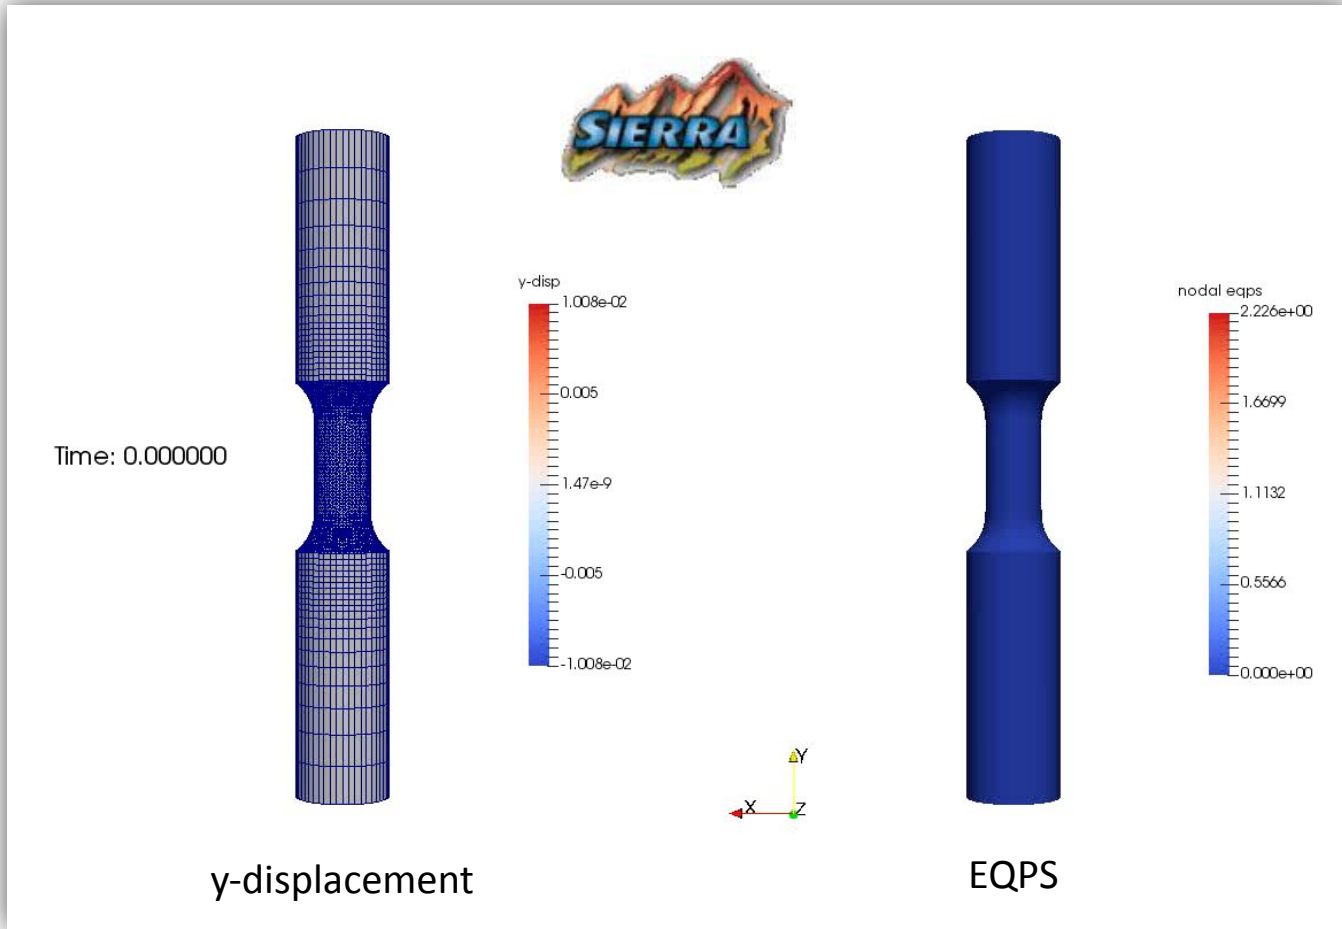 SIERRA
y-disp
1.008e-02
0.005
1.47e-9
-0.005
-1.008e-02
nodal eqps
2.226e+00
1.6699
1.1132
0.5566
0.000e+00
Time: 0.000000
Y
X
Z
y-displacement
EQPS